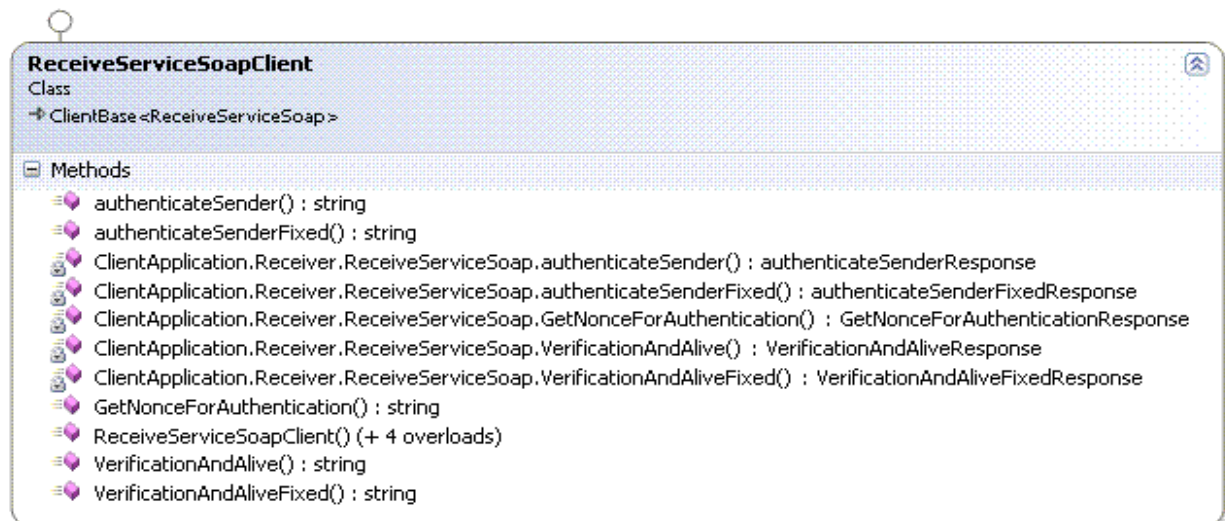 ReceiveServiceSoapClient
Class
ClientBase<ReceiveServiceSoap>
Methods
authenticateSender() : string
authenticateSenderFixed() : string
ClientApplication.Receiver.ReceiveServiceSoap.authenticateSender() : authenticateSenderResponse
ClientApplication.Receiver.ReceiveServiceSoap.authenticateSenderFixed() : authenticateSenderFixedResponse
ClientApplication.Receiver.ReceiveServiceSoap.GetNonceForAuthentication() : GetNonceForAuthenticationResponse
ClientApplication.Receiver.ReceiveServiceSoap.VerificationAndAlive() : VerificationAndAliveResponse
ClientApplication.Receiver.ReceiveServiceSoap.VerificationAndAliveFixed() : VerificationAndAliveFixedResponse
GetNonceForAuthentication() : string
ReceiveServiceSoapClient() (+ 4 overloads)
VerificationAndAlive() : string
VerificationAndAliveFixed() : string